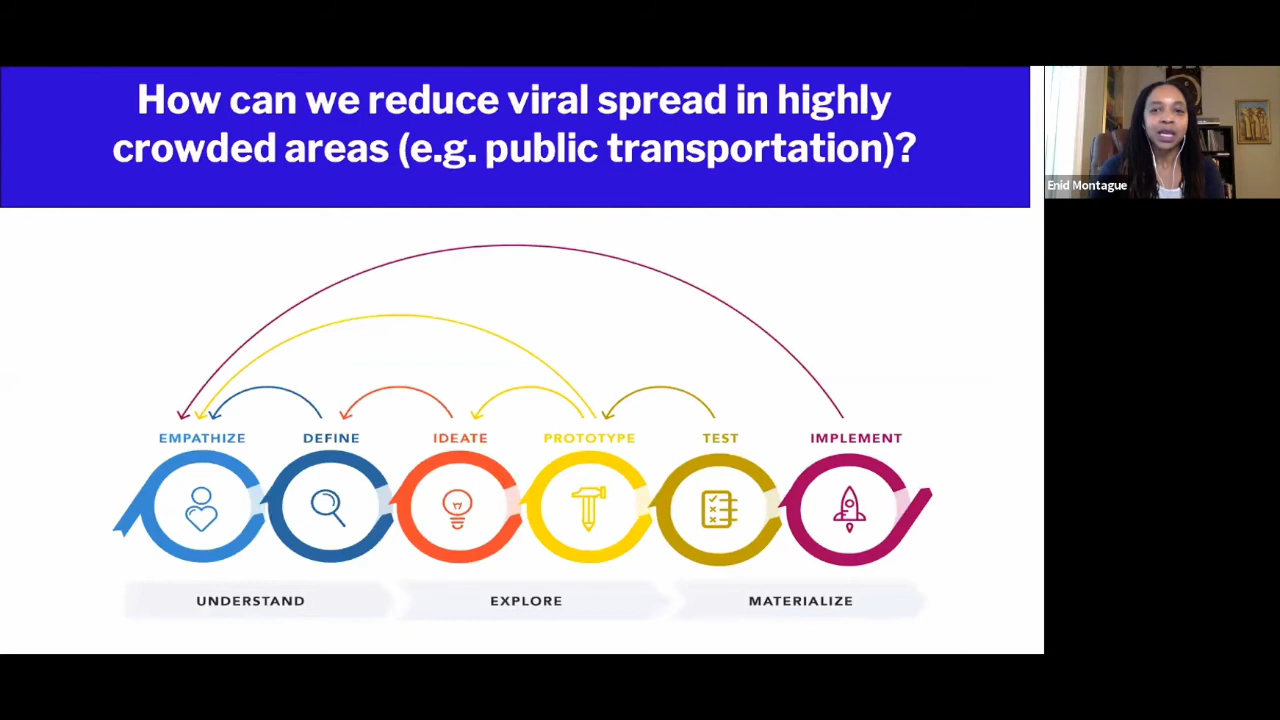 How can we reduce viral spread in highly
crowded areas (e.g. public transportation)?
Enid Montague
EMPATHIZE DEFINE IDEATE PROTOTYPE TEST IMPLEMENT
UNDERSTAND EXPLORE MATERIALIZE